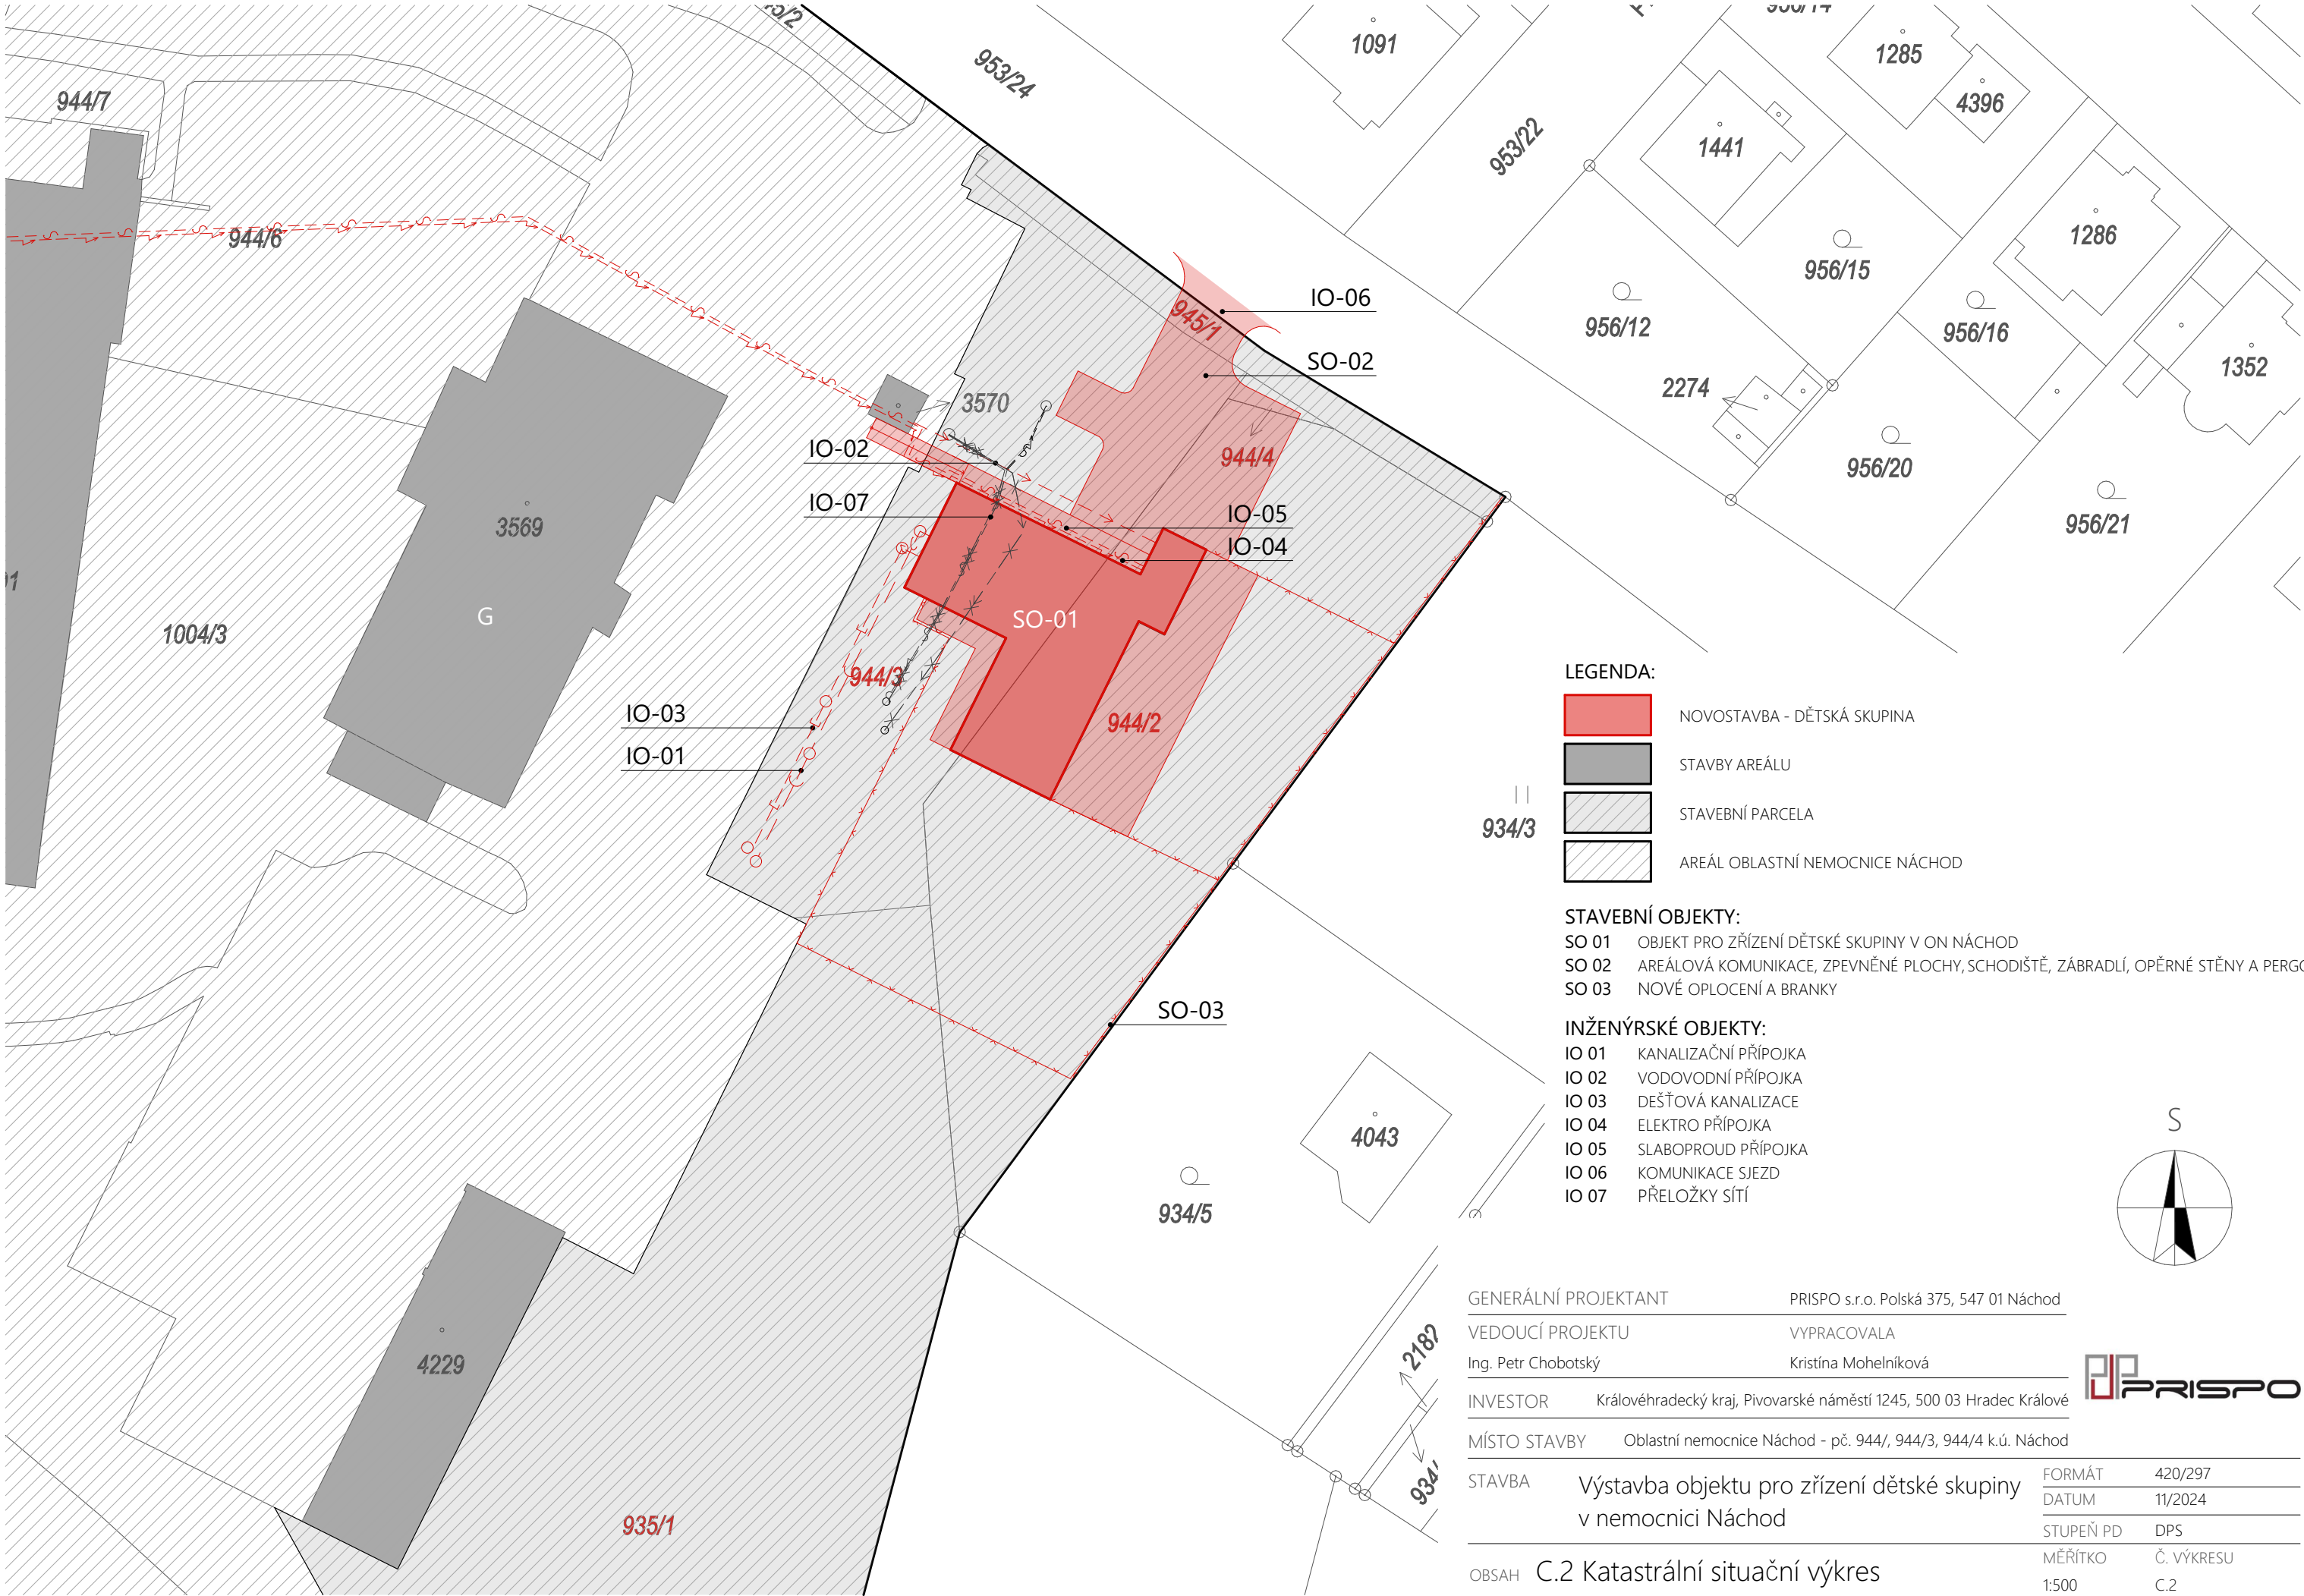 953/24
1091
1285
4396
944/7
1441
953/22
944/6
1286
956/15
956/12
956/16
1352
IO-06
945/1
SO-02
3570
2274
944/4
956/20
956/21
IO-02
IO-07
IO-05
IO-04
3569
G
SO-01
1004/3
944/3
944/2
IO-03
IO-01
934/3
SO-03
4043
934/5
4229
2187
935/1
LEGENDA:
NOVOSTAVBA - DĚTSKÁ SKUPINA
STAVBY AREÁLU
STAVEBNÍ PARCELA
AREÁL OBLASTNÍ NEMOCNICE NÁCHOD
STAVEBNÍ OBJEKTY:
SO 01 OBJEKT PRO ZŘÍZENÍ DĚTSKÉ SKUPINY V ON NÁCHOD
SO 02 AREÁLOVÁ KOMUNIKACE, ZPEVNĚNÉ PLOCHY, SCHODIŠTĚ, ZÁBRADLÍ, OPĚRNÉ STĚNY A
SO 03 NOVÉ OPLOCENÍ A BRANKY
INŽENÝRSKÉ OBJEKTY:
IO 01 KANALIZAČNÍ PŘÍPOJKA
IO 02 VODOVODNÍ PŘÍPOJKA
IO 03 DEŠŤOVÁ KANALIZACE
IO 04 ELEKTRO PŘÍPOJKA
IO 05 SLABOPROUD PŘÍPOJKA
IO 06 KOMUNIKACE SJEZD
IO 07 PŘELOŽKY SÍTÍ
S
GENERÁLNÍ PROJEKTANT PRISPO s.r.o. Polská 375, 547 01 Náchod
VEDOUCÍ PROJEKTU VYPRACOVALA
Ing. Petr Chobotský Kristína Mohelníková
PRISPO
INVESTOR Královéhradecký kraj, Pivovarské náměstí 1245, 500 03 Hradec Králové
MÍSTO STAVBY Oblastní nemocnice Náchod - pč. 944/, 944/3, 944/4 k.ú. Náchod
STAVBA Výstavba objektu pro zřízení dětské skupiny
v nemocnici Náchod
FORMÁT 420/297
DATUM 11/2024
STUPEŇ PD DPS
MĚŘÍTKO Č. VÝKRESU
1:500 C.2
OBSAH C.2 Katastrální situační výkres